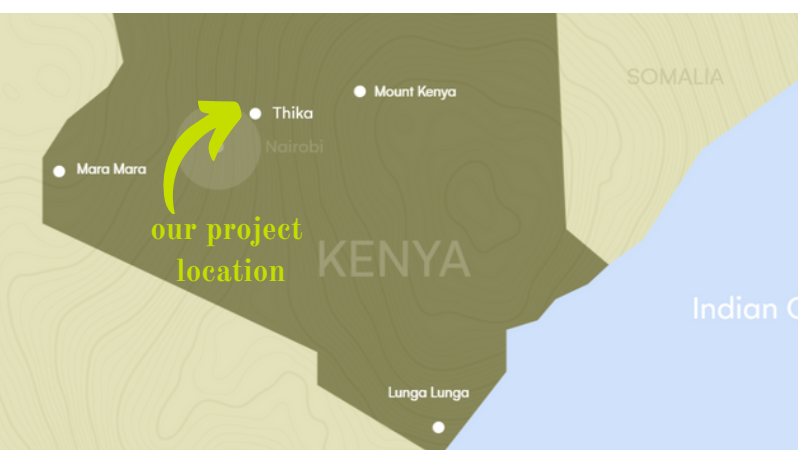 SOMALIA
Mount Kenya
Thika
Nairobi
Mara Mara
our project
location
KENYA
Indian
Lunga Lunga